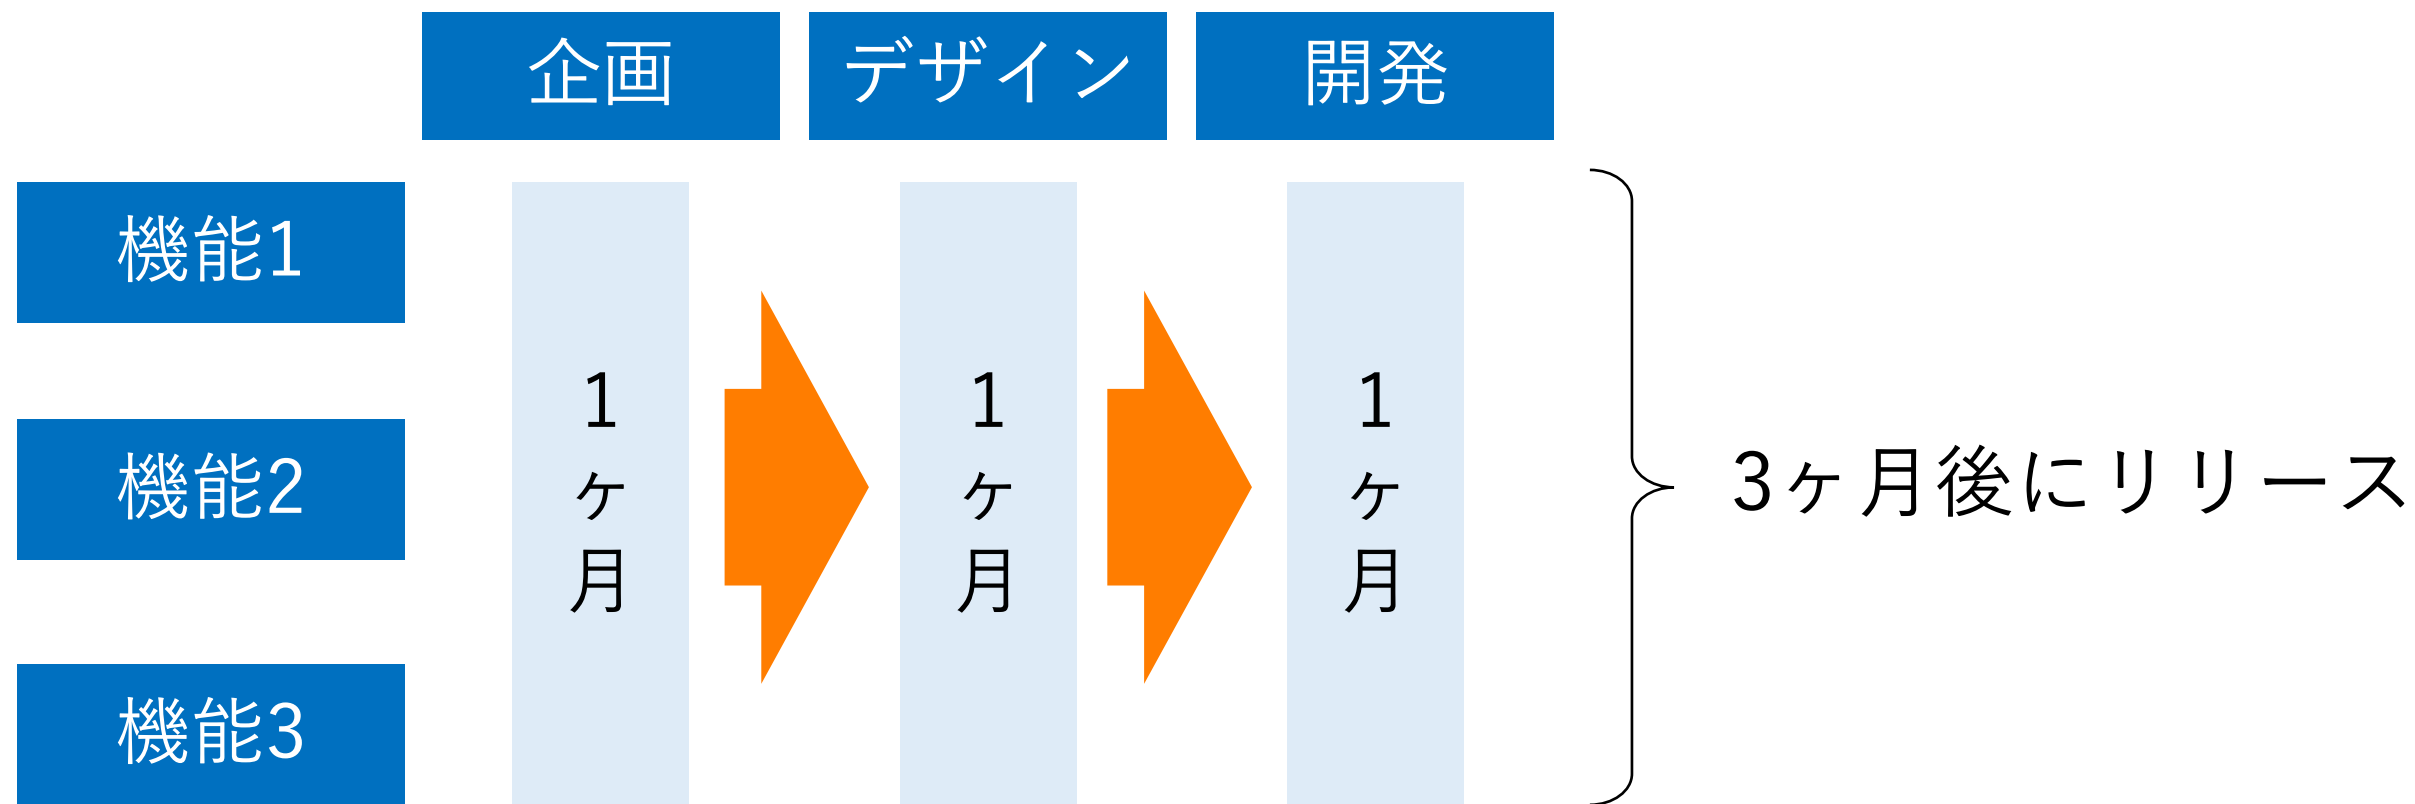 企画
デザイン
開発
機能1
機能2
機能3
1ヶ月
1ヶ月
1ヶ月
3ヶ月後にリリース